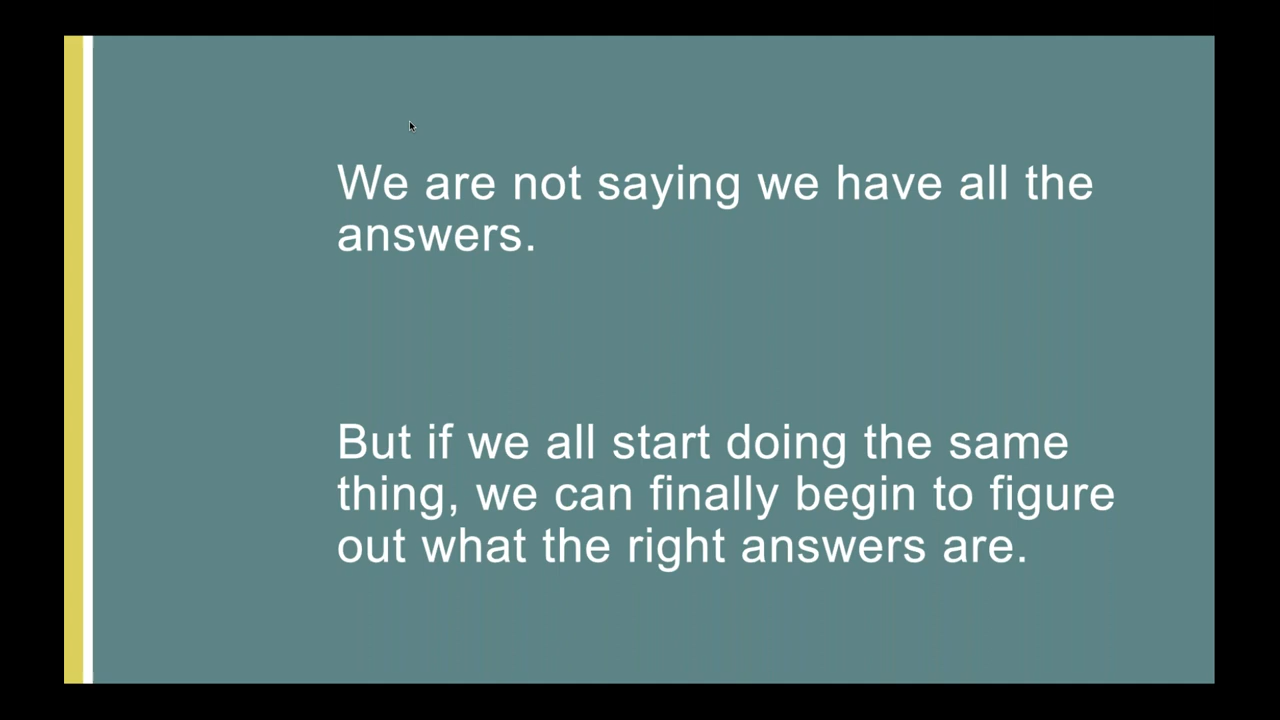 We are not saying we have all the
answers.
But if we all start doing the same
thing, we can finally begin to figure
out what the right answers are.